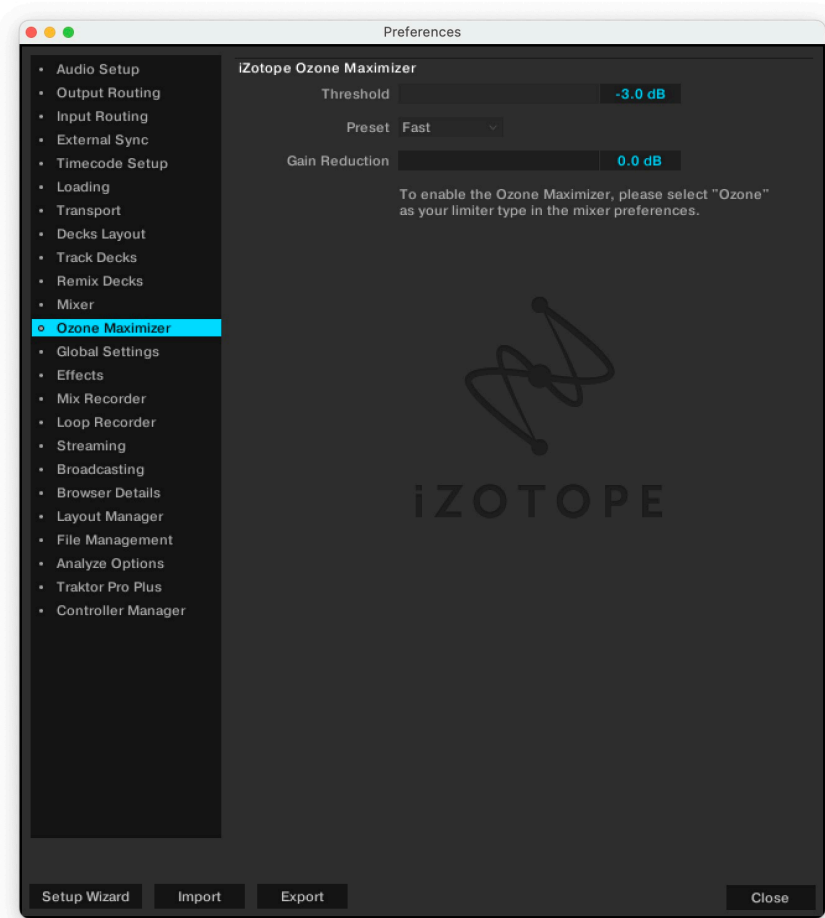 Preferences
Audio Setup
Output Routing
Input Routing
External Sync
Timecode Setup
Loading
Transport
Decks Layout
Track Decks
Remix Decks
Mixer
Ozone Maximizer
Global Settings
Effects
Mix Recorder
Loop Recorder
Streaming
Broadcasting
Browser Details
Layout Manager
File Management
Analyze Options
Traktor Pro Plus
Controller Manager
iZotope Ozone Maximizer
Threshold -3.0 dB
Preset Fast
Gain Reduction 0.0 dB
To enable the Ozone Maximizer, please select "Ozone"
as your limiter type in the mixer preferences.
iZOTOPE
Setup Wizard Import Export Close